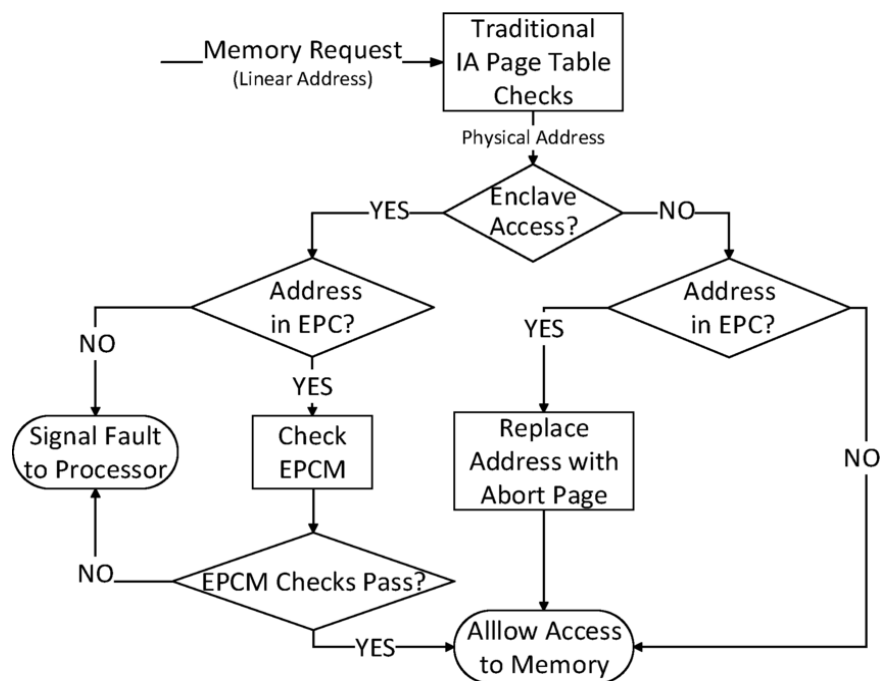 Memory Request
(Linear Address)
Traditional
IA Page Table
Checks
Physical Address
Enclave
Access?
YES
NO
Address
in EPC?
Address
in EPC?
NO
YES
YES
NO
Signal Fault
to Processor
Check
EPCM
Replace
Address with
Abort Page
NO
EPCM Checks Pass?
YES
Alllow Access
to Memory